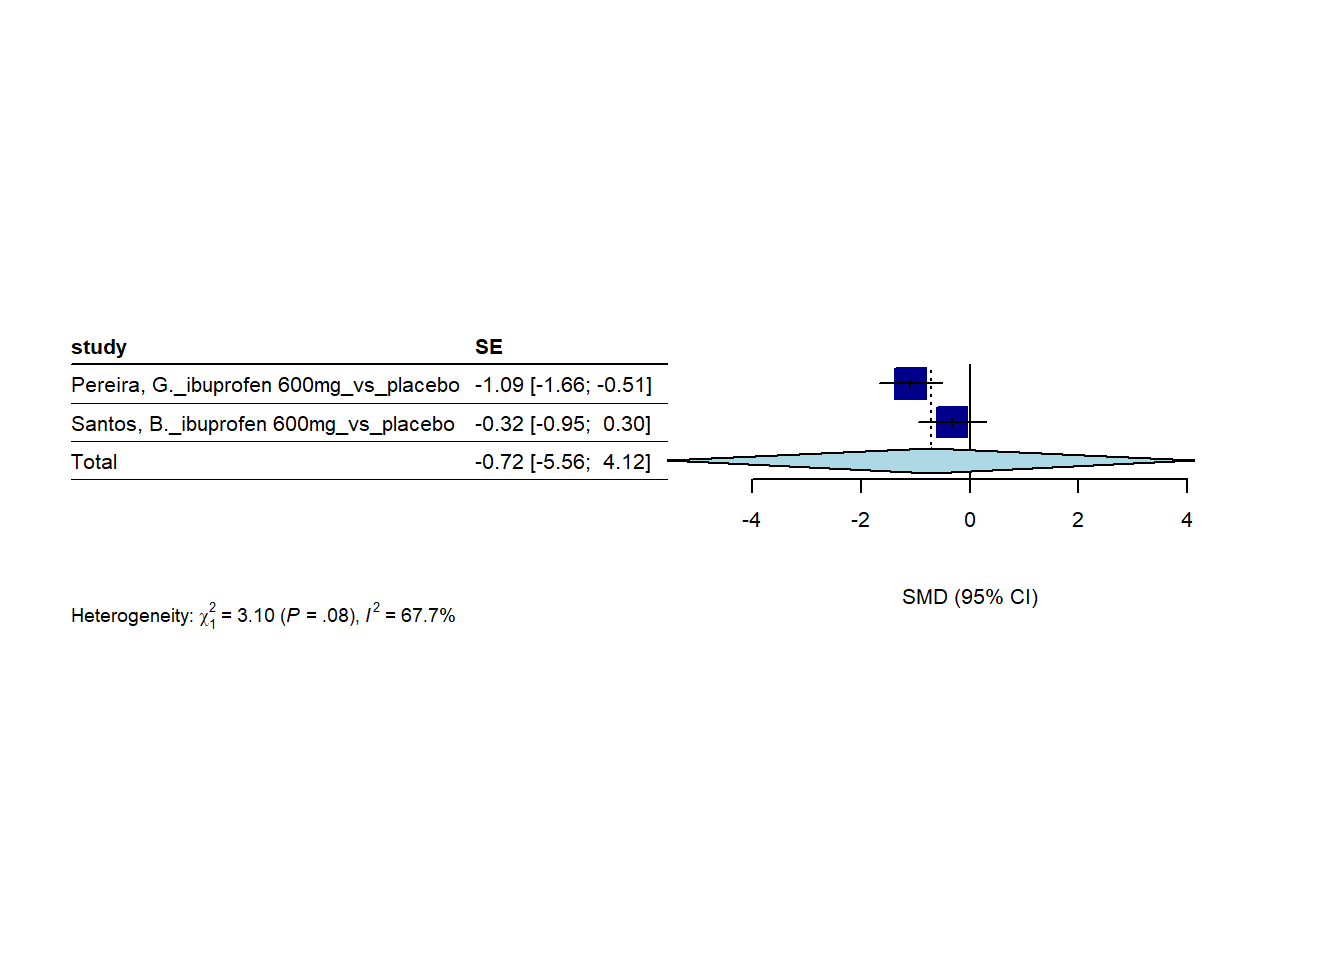 study SE
Pereira, G._ibuprofen 600mg_vs_placebo -1.09 [-1.66; -0.51]
Santos, B._ibuprofen 600mg_vs_placebo -0.32 [-0.95;  0.30]
Total -0.72 [-5.56;  4.12]
-4 -2 0 2 4
SMD (95% CI)
Heterogeneity: χ²₁ = 3.10 (P = .08), I² = 67.7%